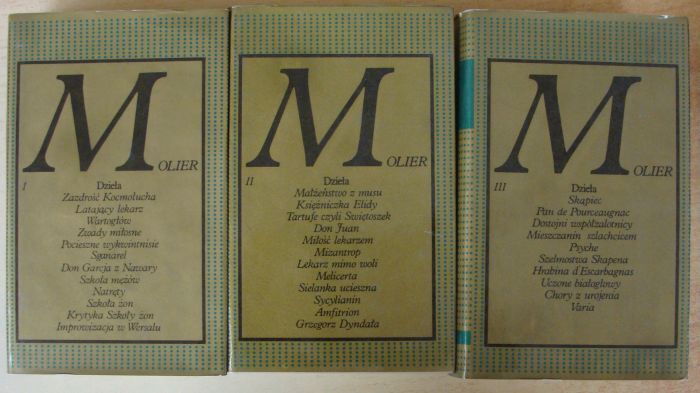 MOLIER
I
Dzieła
Zazdrość Kocmołucha
Latający lekarz
Wartogłów
Zwady miłosne
Pocieszne wykwintnisie
Sganarel
Don Garcja z Nawary
Szkoła mężów
Natręty
Szkoła żon
Krytyka Szkoły żon
Improwizacja w Wersalu
MOLIER
II
Dzieła
Małżeństwo z musu
Księżniczka Elidy
Tartufe czyli Świętoszek
Don Juan
Miłość lekarzem
Mizantrop
Lekarz mimo woli
Melicerta
Sielanka ucieszna
Sycylianin
Amfitrion
Grzegorz Dyndała
MOLIER
III
Dzieła
Skąpiec
Pan de Pourceaugnac
Dostojni współzalotnicy
Mieszczanin szlachcicem
Psyche
Szelmostwa Skapena
Hrabina d'Escarbagnas
Uczone białogłowy
Chory z urojenia
Varia